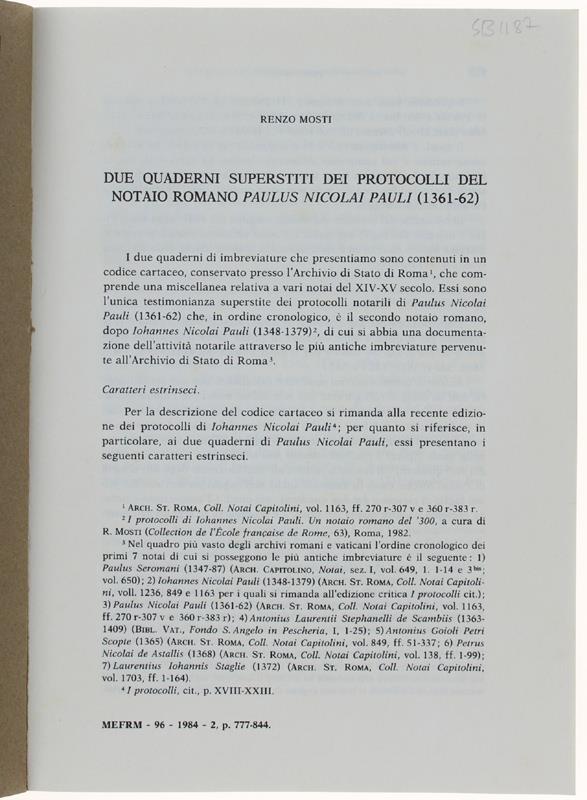 SB1187
RENZO MOSTI
DUE QUADERNI SUPERSTITI DEI PROTOCOLLI DEL
NOTAIO ROMANO PAULUS NICOLAI PAULI (1361-62)
I due quaderni di imbreviature che presentiamo sono contenuti in un
codice cartaceo, conservato presso l'Archivio di Stato di Roma¹, che com-
prende una miscellanea relativa a vari notai del XIV-XV secolo. Essi sono
l'unica testimonianza superstite dei protocolli notarili di Paulus Nicolai
Pauli (1361-62) che, in ordine cronologico, è il secondo notaio romano,
dopo Iohannes Nicolai Pauli (1348-1379)², di cui si abbia una documenta-
zione dell'attività notarile attraverso le più antiche imbreviature pervenu-
te all'Archivio di Stato di Roma³.
Caratteri estrinseci.
Per la descrizione del codice cartaceo si rimanda alla recente edizio-
ne dei protocolli di Iohannes Nicolai Pauli⁴; per quanto si riferisce, in
particolare, ai due quaderni di Paulus Nicolai Pauli, essi presentano i
seguenti caratteri estrinseci.
¹ ARCH. ST. ROMA, Coll. Notai Capitolini, vol. 1163, ff. 270 r-307 v e 360 r-383 r.
² I protocolli di Iohannes Nicolai Pauli. Un notaio romano del '300, a cura di
R. MOSTI (Collection de l'École française de Rome, 63), Roma, 1982.
³ Nel quadro più vasto degli archivi romani e vaticani l'ordine cronologico dei
primi 7 notai di cui si posseggono le più antiche imbreviature è il seguente: 1)
Paulus Seromani (1347-87) (ARCH. CAPITOLINO, Notai, sez. I, vol. 649, l. 1-14 e 3bis;
vol. 650); 2) Iohannes Nicolai Pauli (1348-1379) (ARCH. ST. ROMA, Coll. Notai Capitoli-
ni, voll. 1236, 849 e 1163 per i quali si rimanda all'edizione critica I protocolli cit.);
3) Paulus Nicolai Pauli (1361-62) (ARCH. ST. ROMA, Coll. Notai Capitolini, vol. 1163,
ff. 270 r-307 v e 360 r-383 r); 4) Antonius Laurentii Stephanelli de Scambiis (1363-
1409) (BIBL. VAT., Fondo S. Angelo in Pescheria, I, 1-25); 5) Antonius Goioli Petri
Scopte (1365) (ARCH. ST. ROMA, Coll. Notai Capitolini, vol. 849, ff. 51-337; 6) Petrus
Nicolai de Astallis (1368) (ARCH. ST. ROMA, Coll. Notai Capitolini, vol. 138, ff. 1-99);
7) Laurentius Iohannis Staglie (1372) (ARCH. ST. ROMA, Coll. Notai Capitolini,
vol. 1703, ff. 1-164).
⁴ I protocolli, cit., p. XVIII-XXIII.
MEFRM - 96 - 1984 - 2, p. 777-844.